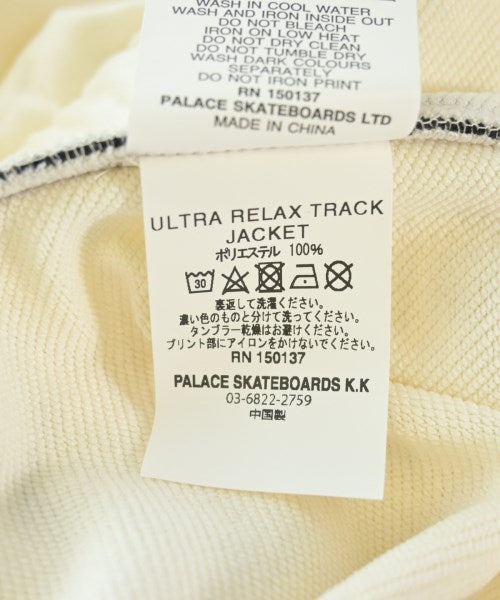 WASH IN COOL WATER
WASH AND IRON INSIDE OUT
DO NOT BLEACH
IRON ON LOW HEAT
DO NOT DRY CLEAN
DO NOT TUMBLE DRY
WASH DARK COLOURS
SEPARATELY
DO NOT IRON PRINT
RN 150137
PALACE SKATEBOARDS LTD
MADE IN CHINA
ULTRA RELAX TRACK
JACKET
ポリエステル 100%
30
裏返して洗濯ください。
濃い色のものと分けて洗ってください。
タンブラー乾燥はお避けください。
プリント部にアイロンをかけないでください。
RN 150137
PALACE SKATEBOARDS K.K
03-6822-2759
中国製